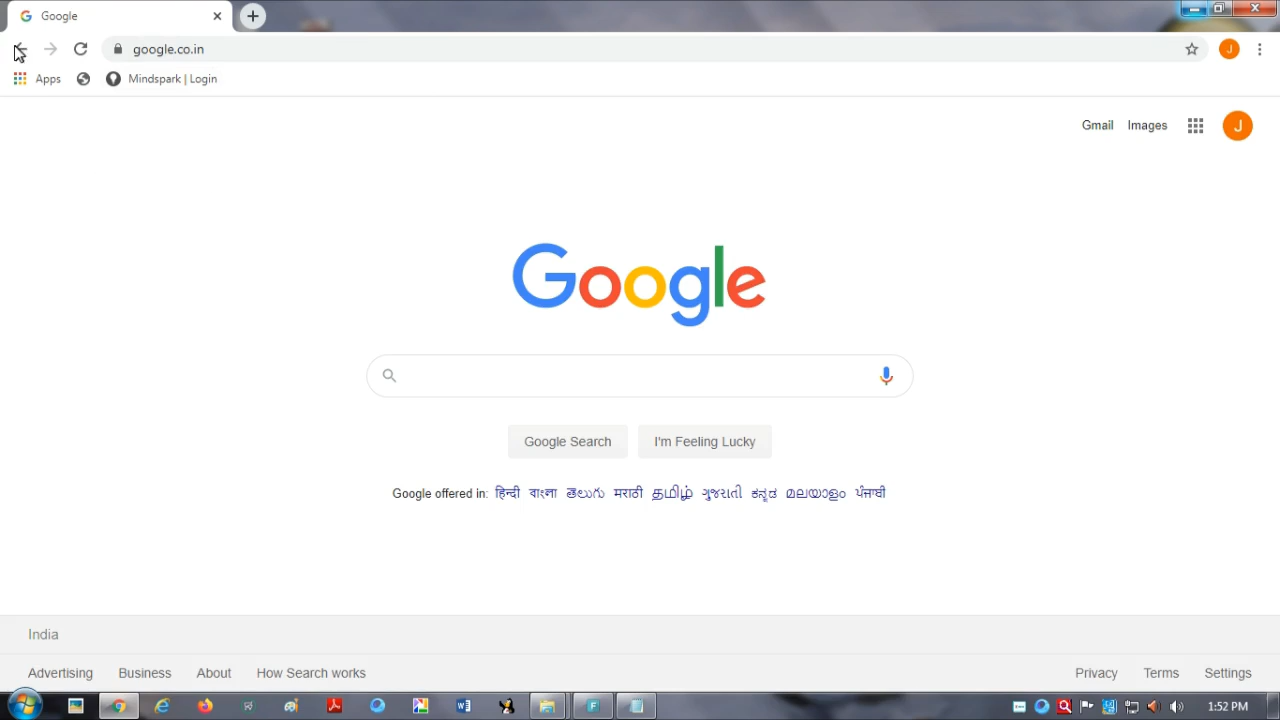 Google
google.co.in
Apps
Mindspark | Login
Gmail Images
J
J
Google
Google Search I'm Feeling Lucky
Google offered in: हिन्दी বাংলা తెలుగు मराठी தமிழ் ગુજરાતી ಕನ್ನಡ മലയാളം ਪੰਜਾਬੀ
India
Advertising Business About How Search works Privacy Terms Settings
1:52 PM